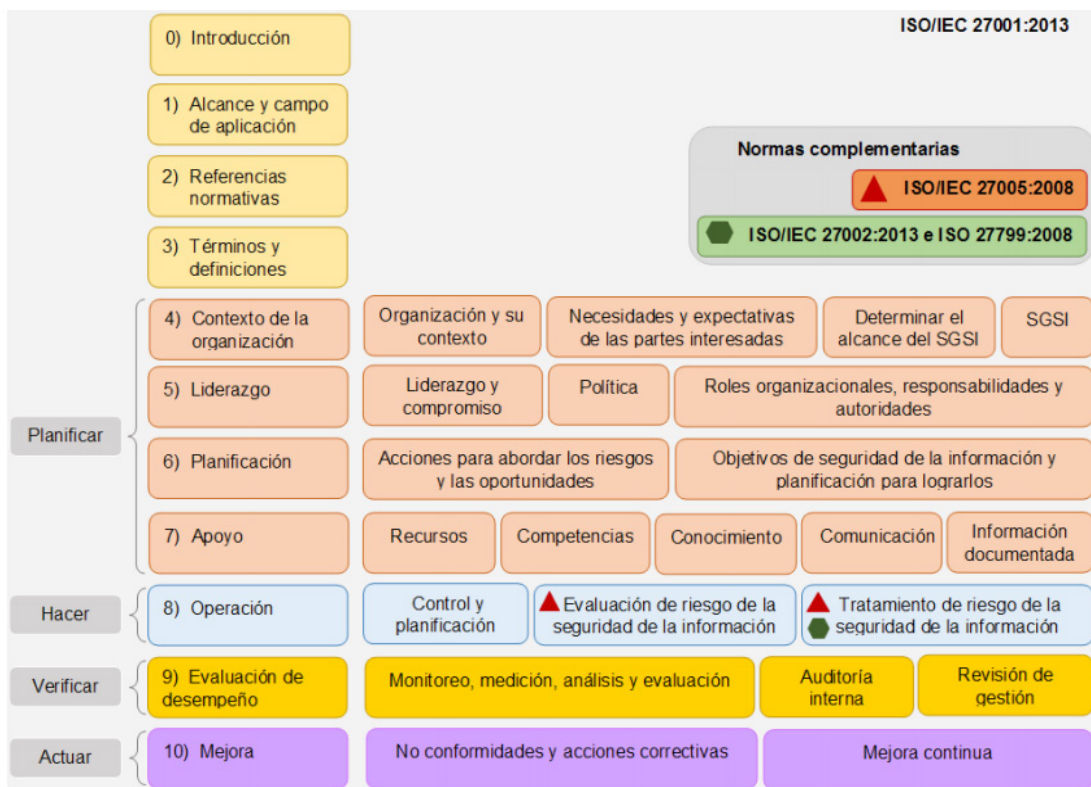 ISO/IEC 27001:2013
0) Introducción
1) Alcance y campo
de aplicación
2) Referencias
normativas
3) Términos y
definiciones
Normas complementarias
ISO/IEC 27005:2008
ISO/IEC 27002:2013 e ISO 27799:2008
Planificar
4) Contexto de la
organización
Organización y su
contexto
Necesidades y expectativas
de las partes interesadas
Determinar el
alcance del SGSI
SGSI
5) Liderazgo
Liderazgo y
compromiso
Política
Roles organizacionales, responsabilidades y
autoridades
6) Planificación
Acciones para abordar los riesgos
y las oportunidades
Objetivos de seguridad de la información y
planificación para lograrlos
7) Apoyo
Recursos
Competencias
Conocimiento
Comunicación
Información
documentada
Hacer
8) Operación
Control y
planificación
Evaluación de riesgo de la
seguridad de la información
Tratamiento de riesgo de la
seguridad de la información
Verificar
9) Evaluación de
desempeño
Monitoreo, medición, análisis y evaluación
Auditoría
interna
Revisión de
gestión
Actuar
10) Mejora
No conformidades y acciones correctivas
Mejora continua